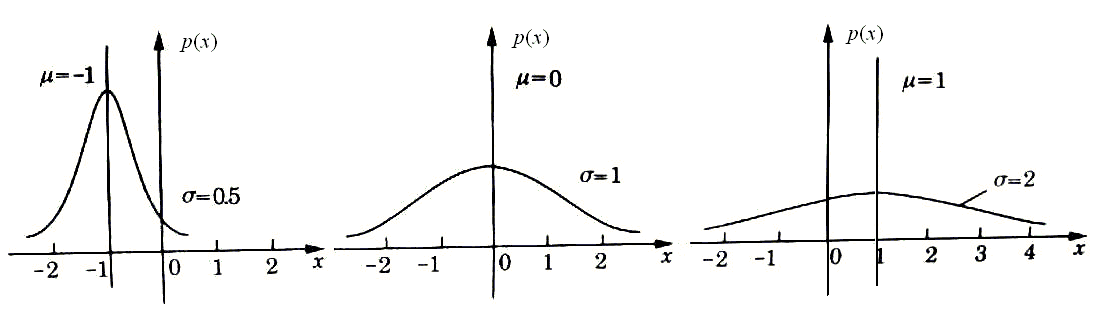 p(x)
μ=-1
σ=0.5
-2 -1 0 1 2 x
p(x)
μ=0
σ=1
-2 -1 0 1 2 x
p(x)
μ=1
σ=2
-2 -1 0 1 2 3 4 x